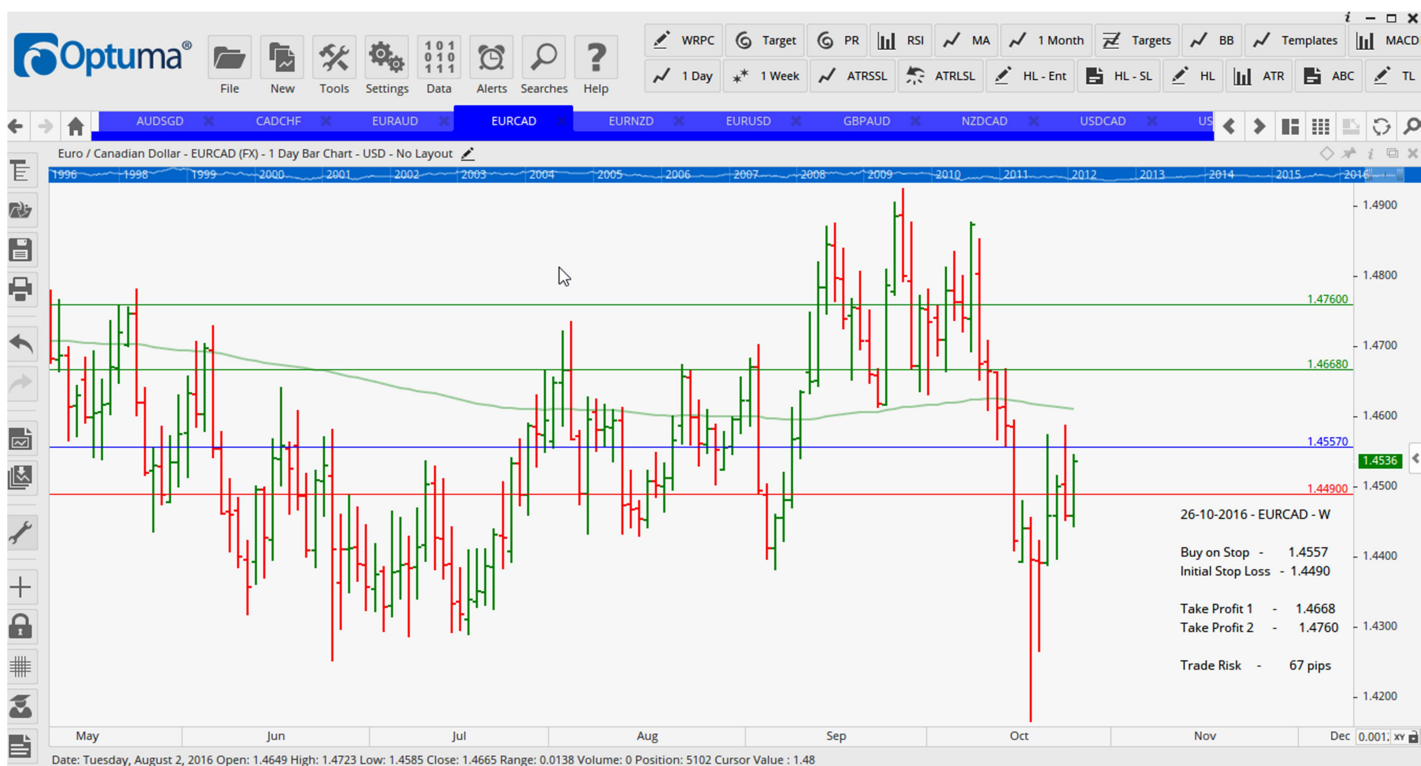 i
Optuma®
WRPC Target PR RSI MA 1 Month Targets BB Templates MACD
1 Day 1 Week ATRSSL ATRLSL HL - Ent HL - SL HL ATR ABC TL
101
010
111
File New Tools Settings Data Alerts Searches Help
AUDSGD CADCHF EURAUD EURCAD EURNZD EURUSD GBPAUD NZDCAD USDCAD US
Euro / Canadian Dollar - EURCAD (FX) - 1 Day Bar Chart - USD - No Layout
1996 1998 1999 2000 2001 2002 2003 2004 2005 2006 2007 2008 2009 2010 2011 2012 2013 2014 2015 2016
1.4900
1.4800
1.47600
1.4700
1.46680
1.4600
1.45570
1.4536
1.4500
1.44900
26-10-2016 - EURCAD - W
Buy on Stop - 1.4557
1.4400
Initial Stop Loss - 1.4490
Take Profit 1 - 1.4668
Take Profit 2 - 1.4760
1.4300
Trade Risk - 67 pips
1.4200
May Jun Jul Aug Sep Oct Nov Dec 0.001: XY
Date: Tuesday, August 2, 2016 Open: 1.4649 High: 1.4723 Low: 1.4585 Close: 1.4665 Range: 0.0138 Volume: 0 Position: 5102 Cursor Value : 1.48